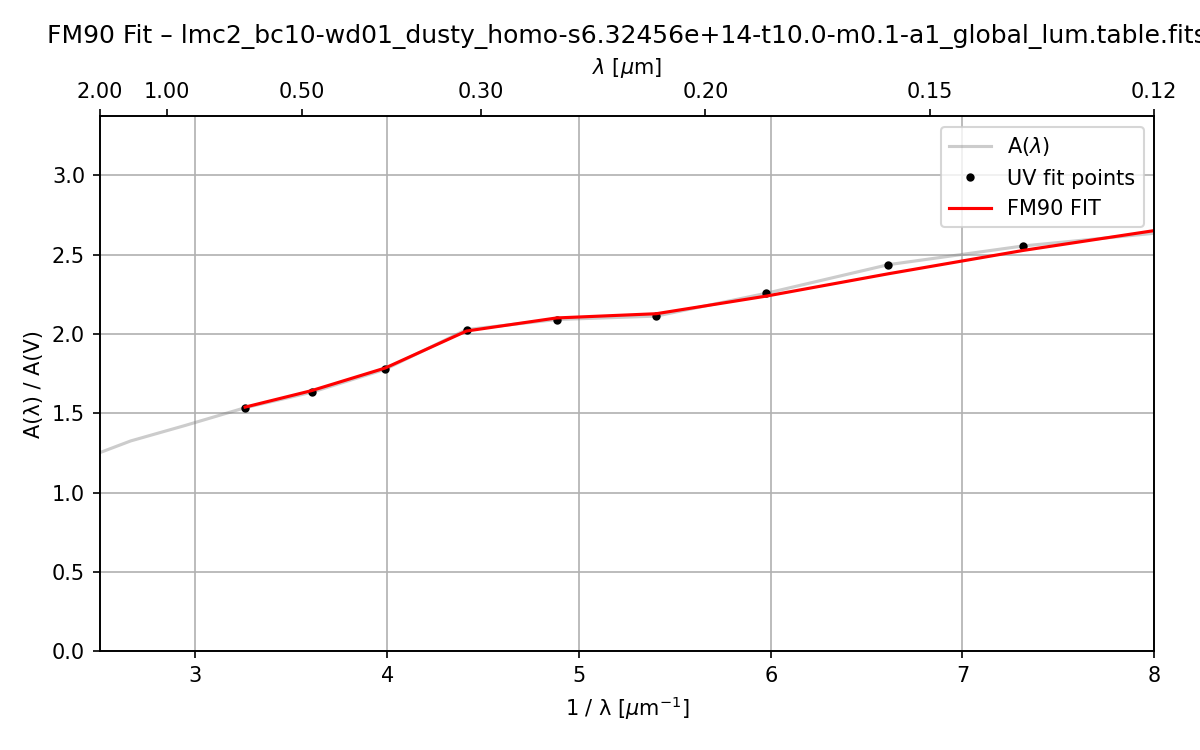 FM90 Fit – lmc2_bc10-wd01_dusty_homo-s6.32456e+14-t10.0-m0.1-a1_global_lum.table.fits
λ [μm]
2.00 1.00 0.50 0.30 0.20 0.15 0.12
A(λ)
UV fit points
FM90 FIT
3.0
2.5
2.0
1.5
1.0
0.5
0.0
A(λ) / A(V)
3 4 5 6 7 8
1 / λ [μm⁻¹]